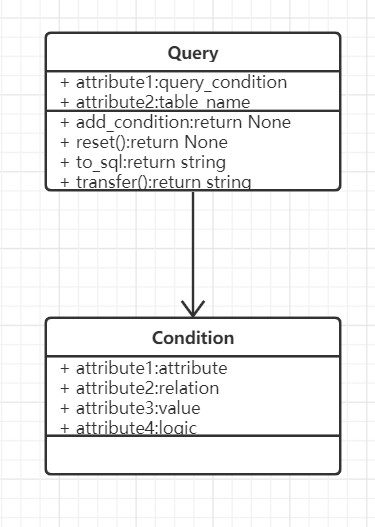 Query
+ attribute1:query_condition
+ attribute2:table_name
+ add_condition:return None
+ reset():return None
+ to_sql:return string
+ transfer():return string
Condition
+ attribute1:attribute
+ attribute2:relation
+ attribute3:value
+ attribute4:logic